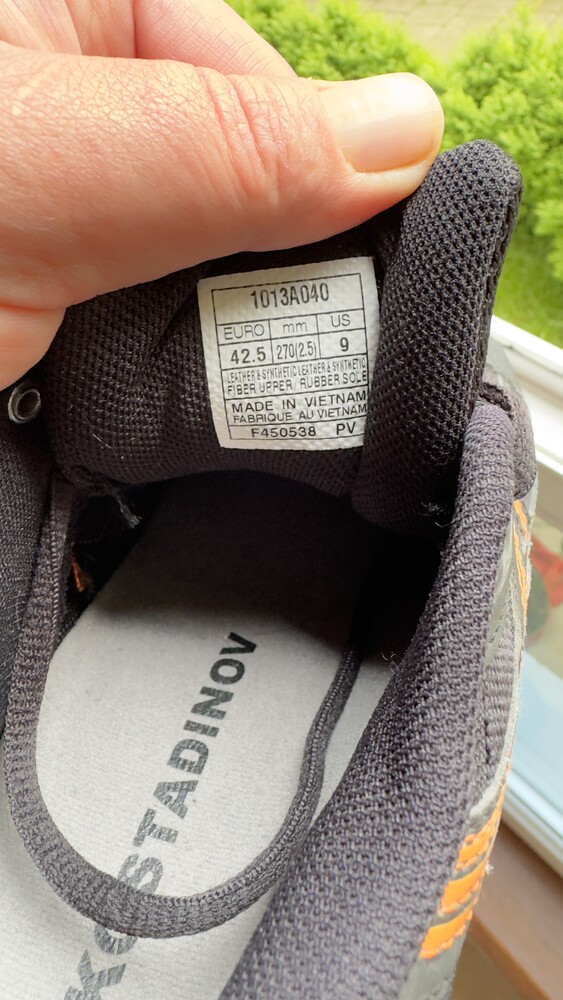 1013A040
EURO mm US
42.5 270(2.5) 9
LEATHER & SYNTHETIC LEATHER & SYNTHETIC
FIBER UPPER / RUBBER SOLE
MADE IN VIETNAM
FABRIQUE AU VIETNAM
F450538 PV
KOSTADINOV